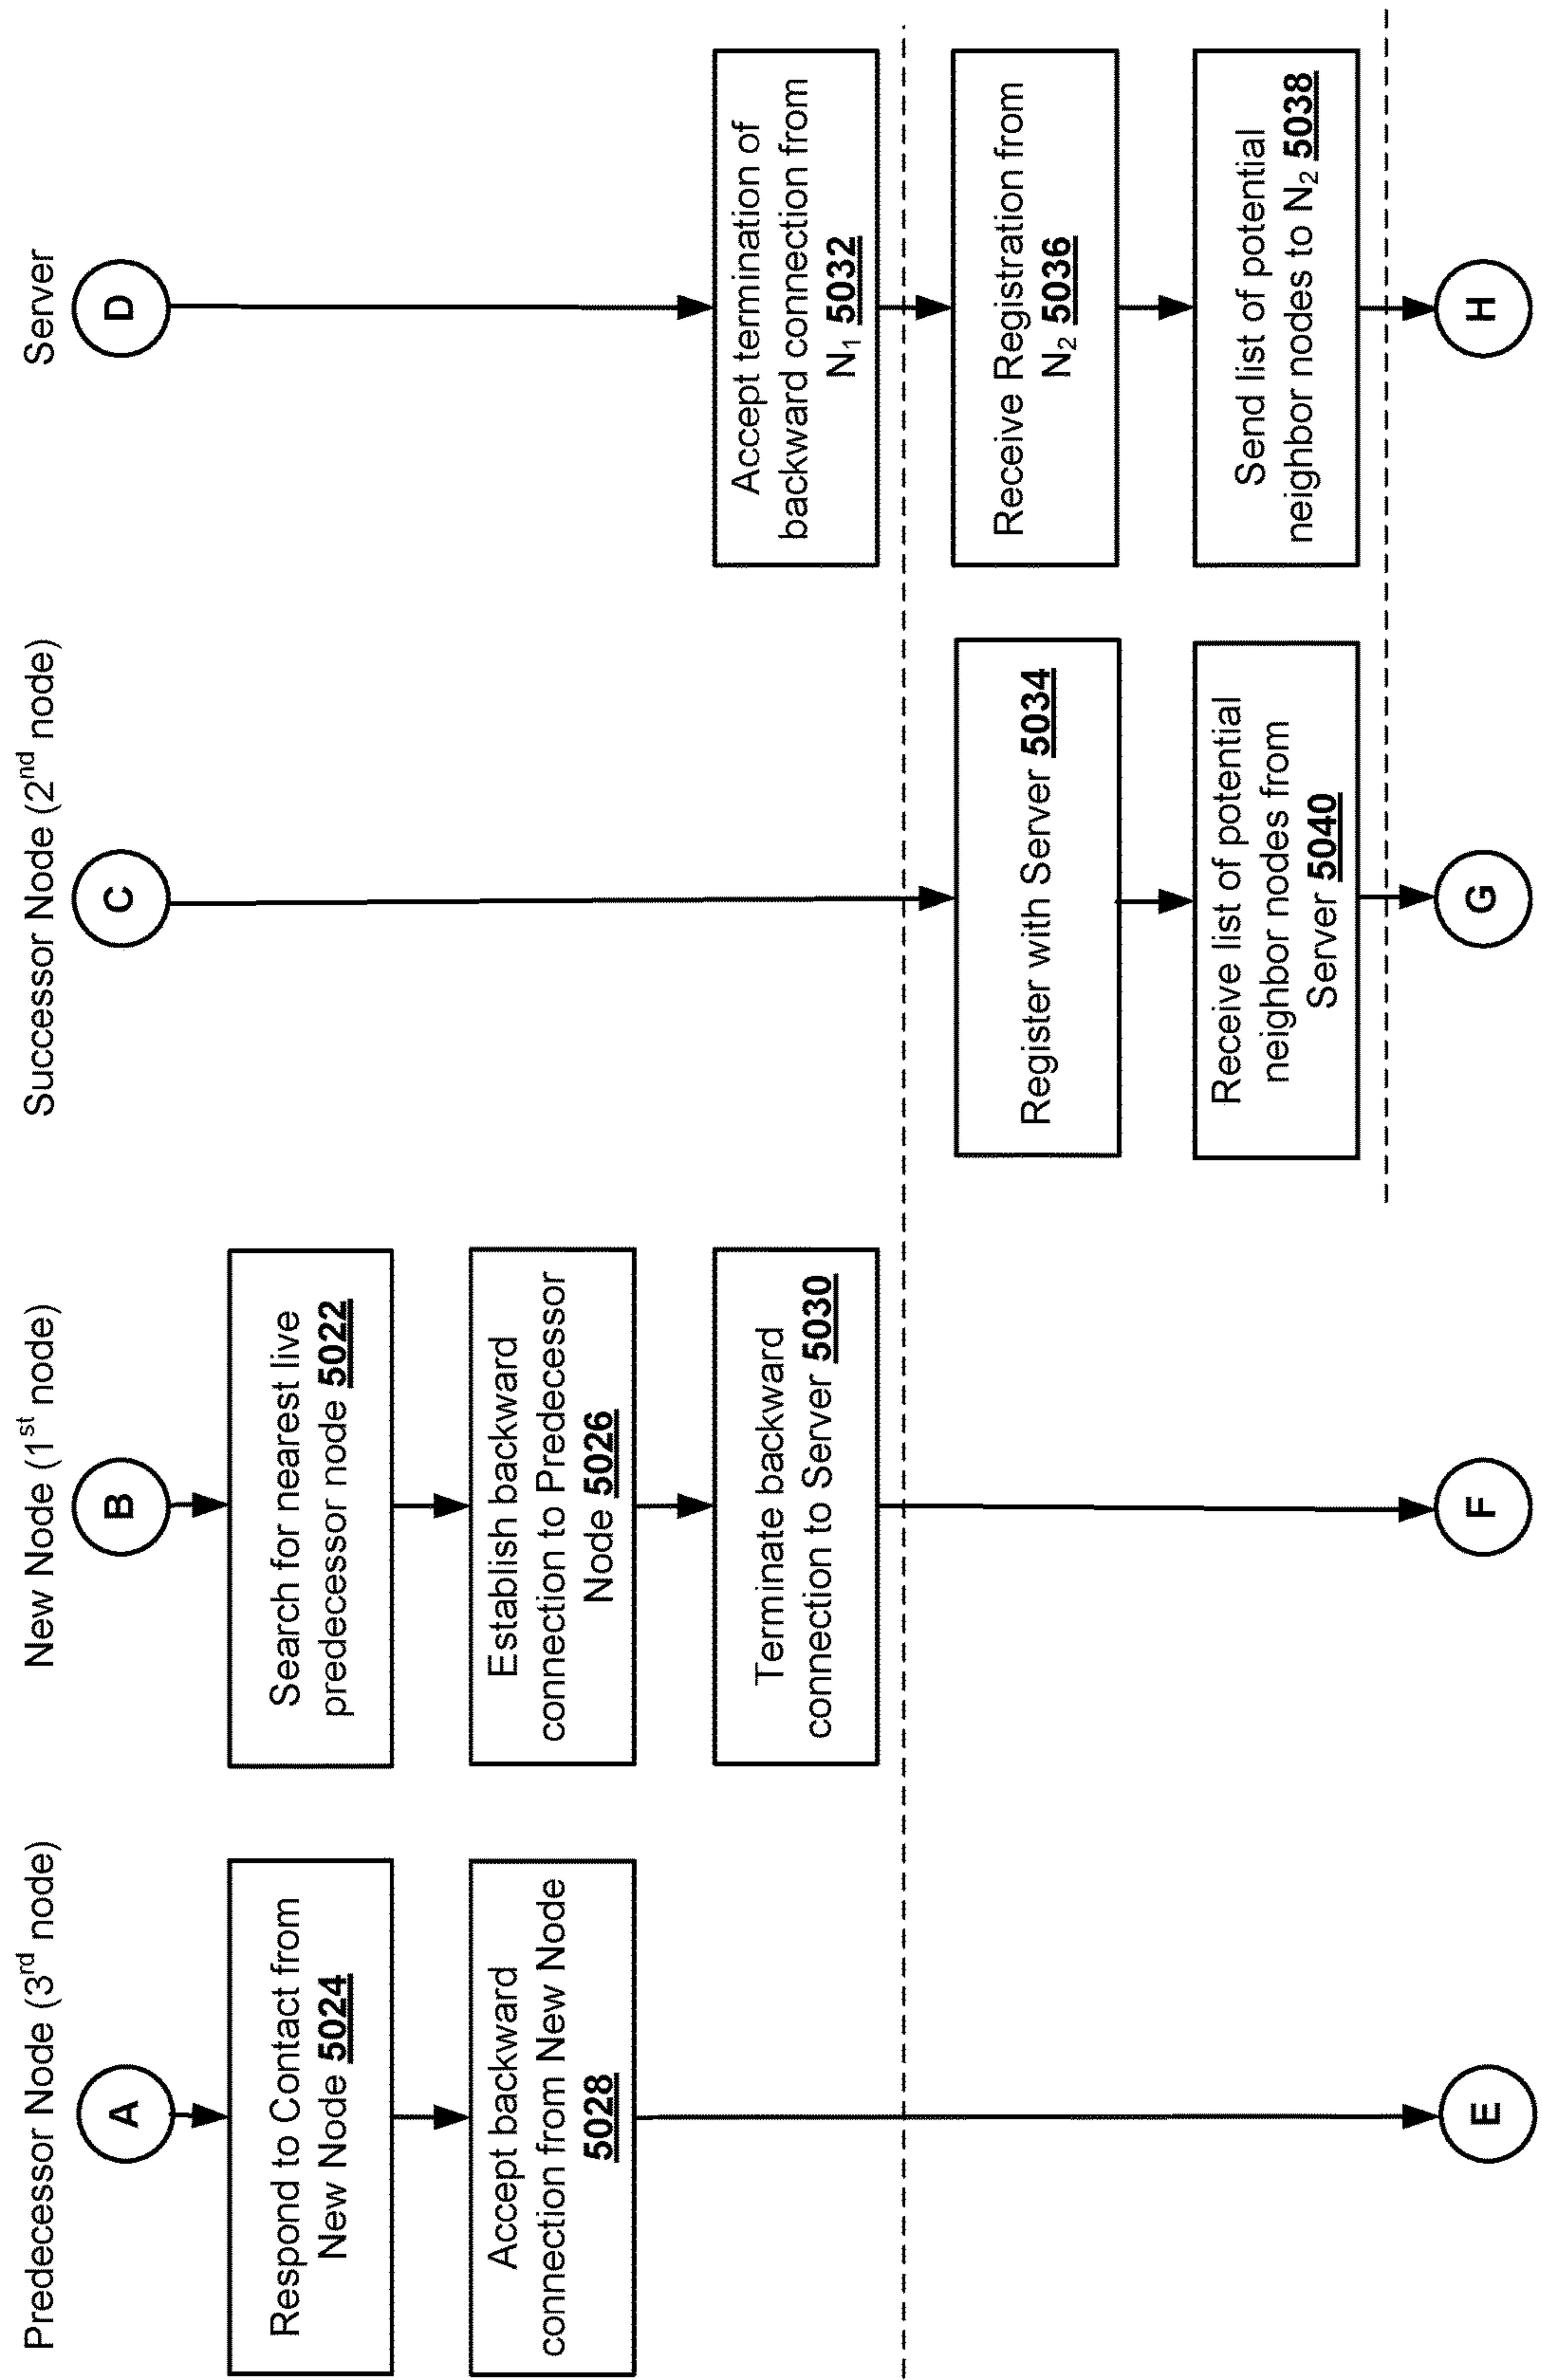 Predecessor Node (3rd node)
A
Respond to Contact from
New Node 5024
Accept backward
connection from New Node
5028
E
New Node (1st node)
B
Search for nearest live
predecessor node 5022
Establish backward
connection to Predecessor
Node 5026
Terminate backward
connection to Server 5030
F
Successor Node (2nd node)
C
Register with Server 5034
Receive list of potential
neighbor nodes from
Server 5040
G
Server
D
Accept termination of
backward connection from
N₁ 5032
Receive Registration from
N₂ 5036
Send list of potential
neighbor nodes to N₂ 5038
H